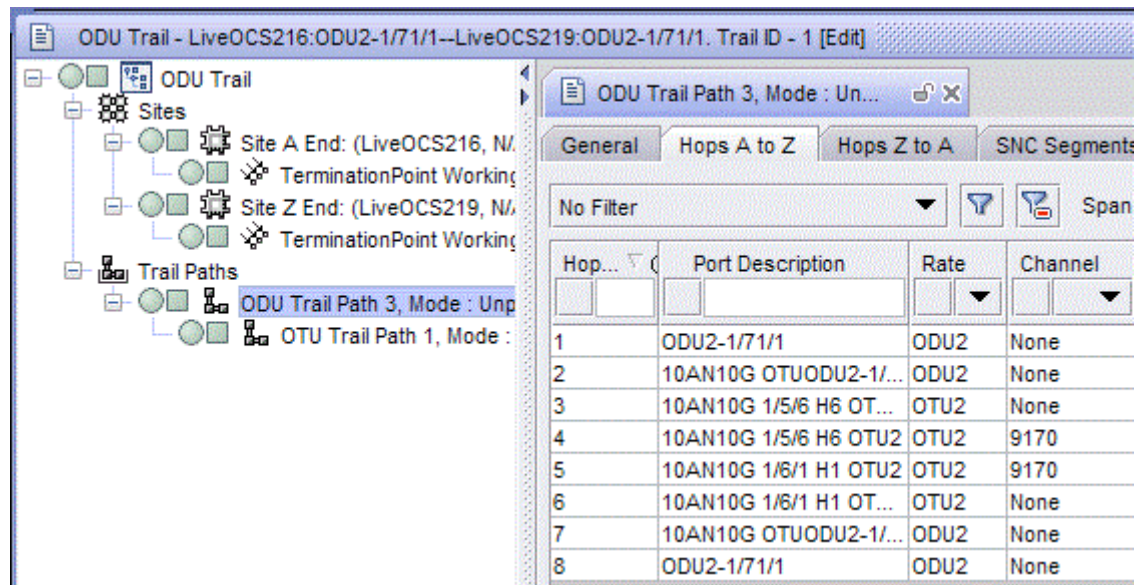 ODU Trail - LiveOCS216:ODU2-1/71/1--LiveOCS219:ODU2-1/71/1. Trail ID - 1 [Edit]
ODU Trail
Sites
Site A End: (LiveOCS216, N/
TerminationPoint Working
Site Z End: (LiveOCS219, N/
TerminationPoint Working
Trail Paths
ODU Trail Path 3, Mode : Unp
OTU Trail Path 1, Mode :
ODU Trail Path 3, Mode : Un...
General Hops A to Z Hops Z to A SNC Segments
No Filter Span
Hop... Port Description Rate Channel
1 ODU2-1/71/1 ODU2 None
2 10AN10G OTUODU2-1/... ODU2 None
3 10AN10G 1/5/6 H6 OT... OTU2 None
4 10AN10G 1/5/6 H6 OTU2 OTU2 9170
5 10AN10G 1/6/1 H1 OTU2 OTU2 9170
6 10AN10G 1/6/1 H1 OT... OTU2 None
7 10AN10G OTUODU2-1/... ODU2 None
8 ODU2-1/71/1 ODU2 None